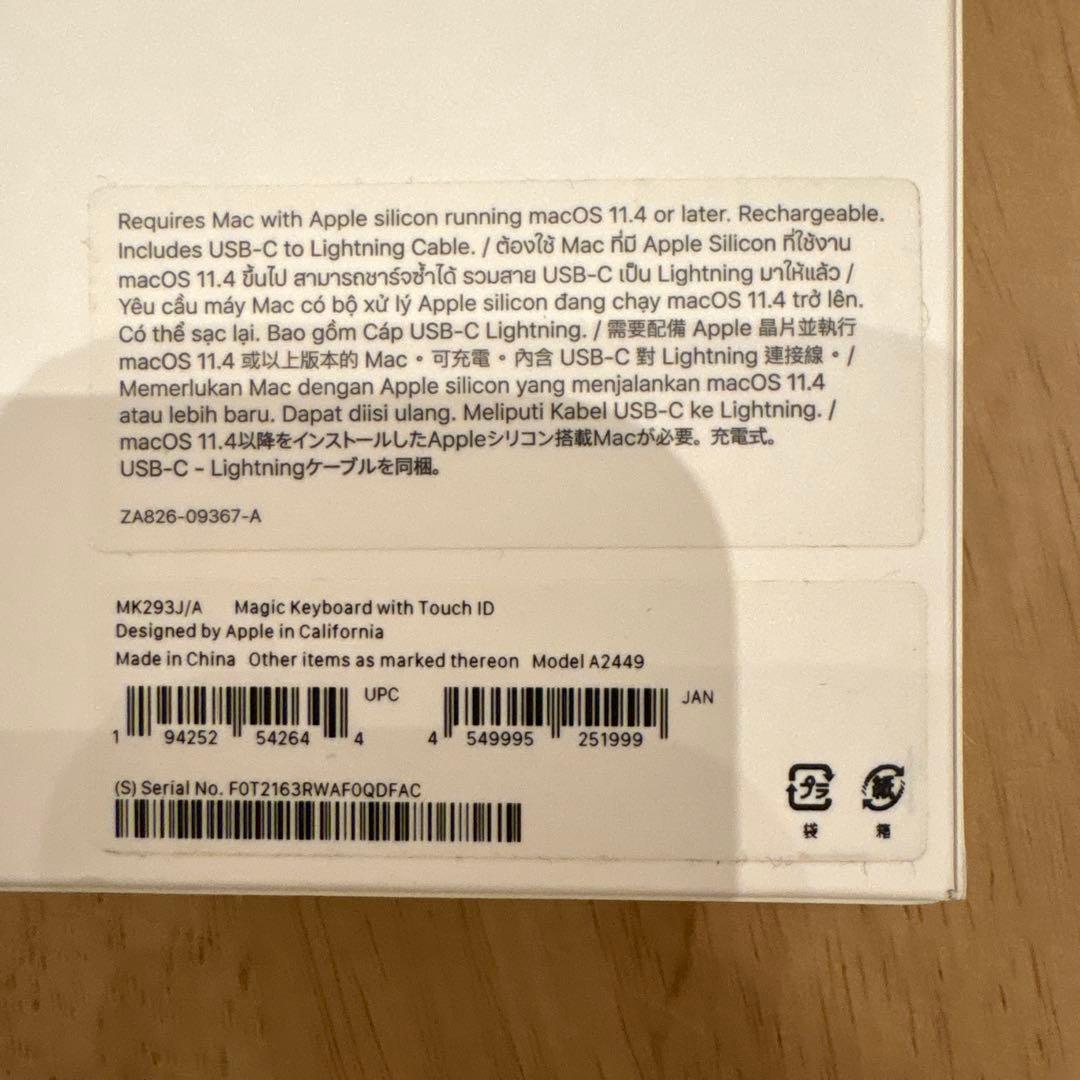 Requires Mac with Apple silicon running macOS 11.4 or later. Rechargeable.
Includes USB-C to Lightning Cable. / ต้องใช้ Mac ที่มี Apple Silicon ที่ใช้งาน
macOS 11.4 ขึ้นไป สามารถชาร์จซ้ำได้ รวมสาย USB-C เป็น Lightning มาให้แล้ว /
Yêu cầu máy Mac có bộ xử lý Apple silicon đang chạy macOS 11.4 trở lên.
Có thể sạc lại. Bao gồm Cáp USB-C Lightning. / 需要配備 Apple 晶片並執行
macOS 11.4 或以上版本的 Mac。可充電。內含 USB-C 對 Lightning 連接線。/
Memerlukan Mac dengan Apple silicon yang menjalankan macOS 11.4
atau lebih baru. Dapat diisi ulang. Meliputi Kabel USB-C ke Lightning. /
macOS 11.4以降をインストールしたAppleシリコン搭載Macが必要。充電式。
USB-C – Lightningケーブルを同梱。
ZA826-09367-A
MK293J/A Magic Keyboard with Touch ID
Designed by Apple in California
Made in China Other items as marked thereon Model A2449
UPC JAN
1 94252 54264 4 4 549995 251999
(S) Serial No. F0T2163RWAF0QDFAC
プラ 紙
袋 箱